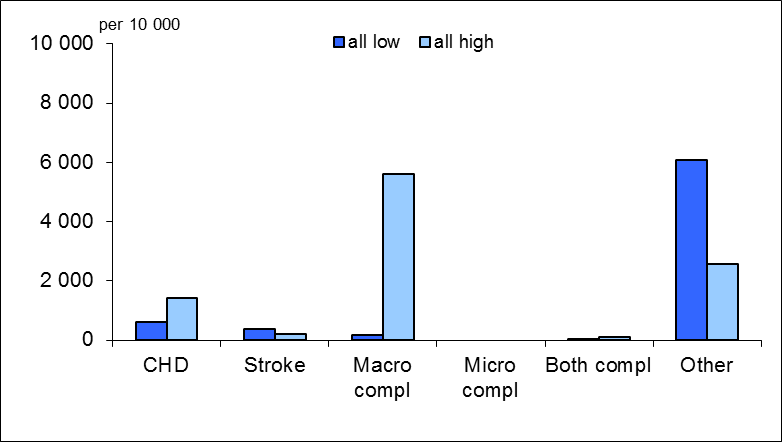 per 10 000
10 000
all low all high
8 000
6 000
4 000
2 000
0
CHD Stroke Macro Micro Both compl Other
compl compl